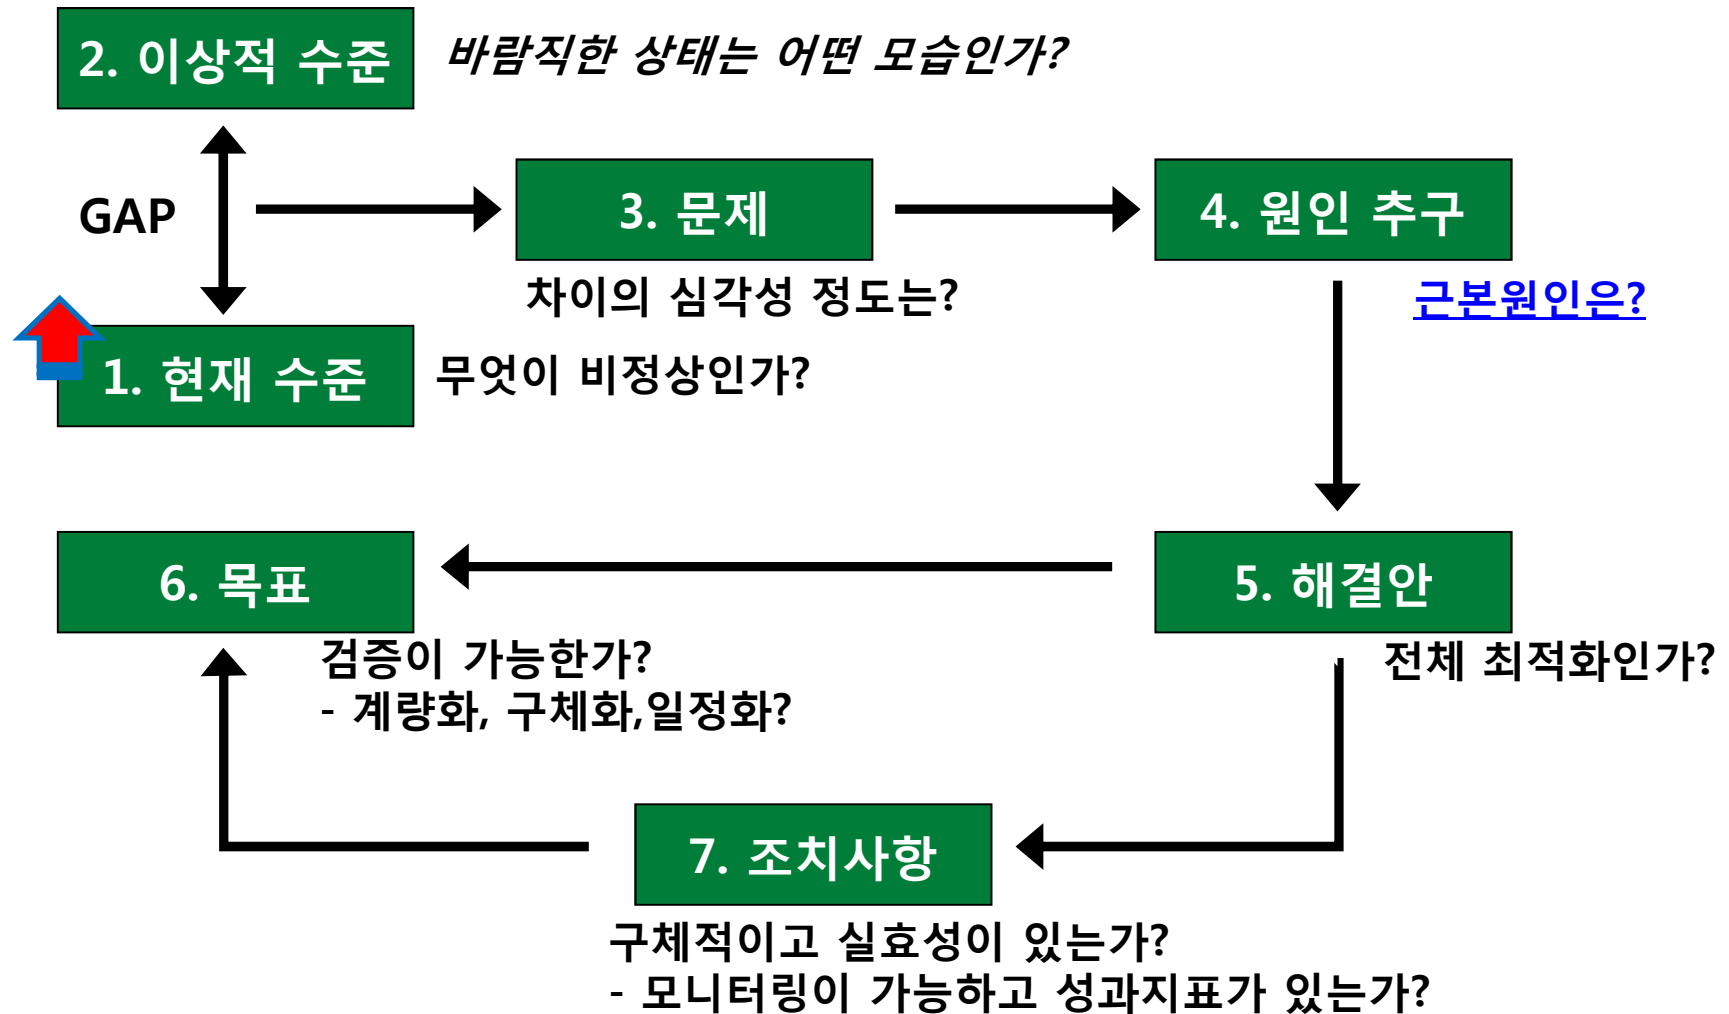 2. 이상적 수준
바람직한 상태는 어떤 모습인가?
GAP
3. 문제
4. 원인 추구
차이의 심각성 정도는?
근본원인은?
1. 현재 수준
무엇이 비정상인가?
6. 목표
5. 해결안
검증이 가능한가?
- 계량화, 구체화,일정화?
전체 최적화인가?
7. 조치사항
구체적이고 실효성이 있는가?
- 모니터링이 가능하고 성과지표가 있는가?